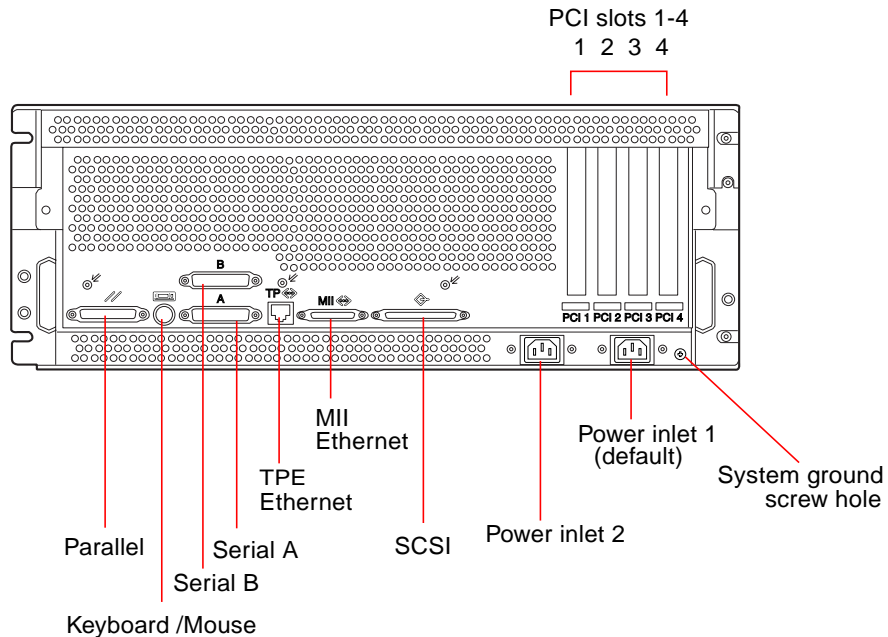 PCI slots 1-4
1 2 3 4
B
A
TP
MII
PCI 1 PCI 2 PCI 3 PCI 4
MII
Ethernet
TPE
Ethernet
Power inlet 1
(default)
System ground
screw hole
Parallel
Serial A
Serial B
SCSI
Power inlet 2
Keyboard /Mouse